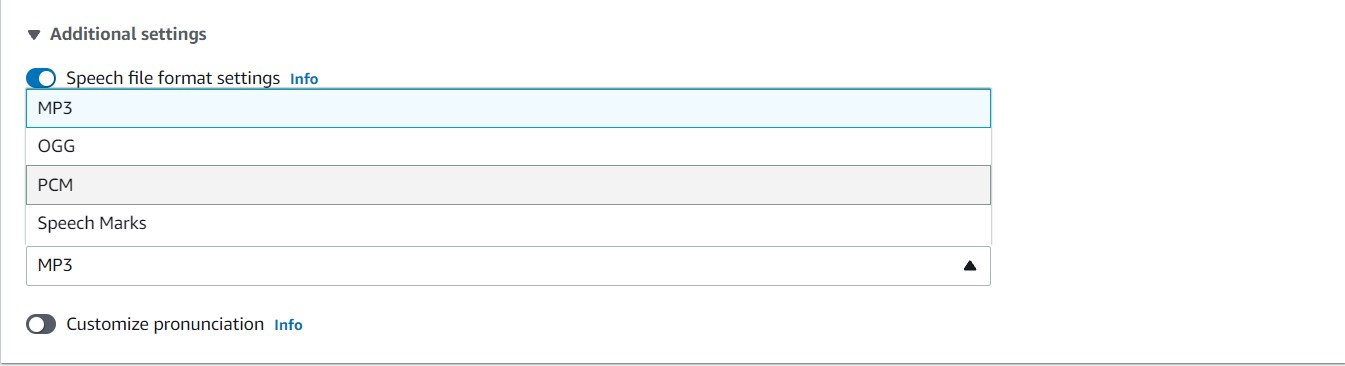 Additional settings
Speech file format settings Info
MP3
OGG
PCM
Speech Marks
MP3
Customize pronunciation Info